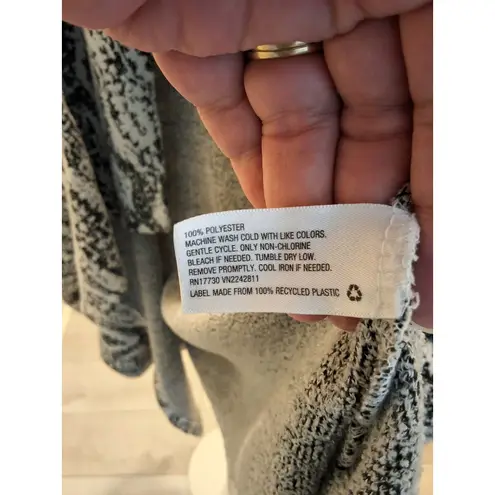 100% POLYESTER
MACHINE WASH COLD WITH LIKE COLORS.
GENTLE CYCLE. ONLY NON-CHLORINE
BLEACH IF NEEDED. TUMBLE DRY LOW.
REMOVE PROMPTLY. COOL IRON IF NEEDED.
RN17730 VN2242811
LABEL MADE FROM 100% RECYCLED PLASTIC